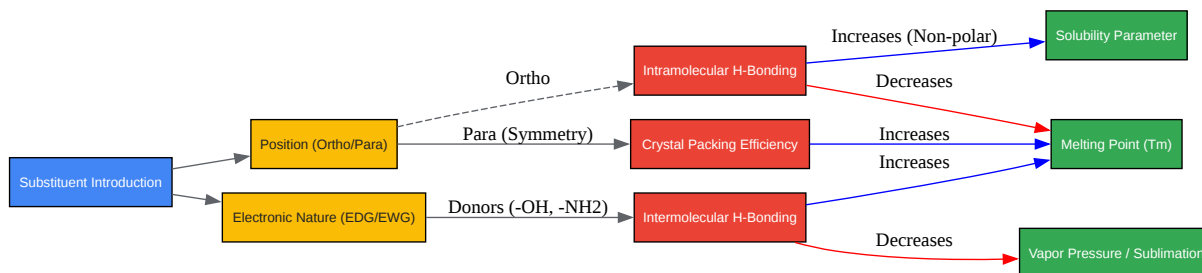 Substituent Introduction
Position (Ortho/Para)
Electronic Nature (EDG/EWG)
Ortho
Para (Symmetry)
Donors (-OH, -NH2)
Intramolecular H-Bonding
Crystal Packing Efficiency
Intermolecular H-Bonding
Increases (Non-polar)
Decreases
Increases
Increases
Decreases
Solubility Parameter
Melting Point (Tm)
Vapor Pressure / Sublimation